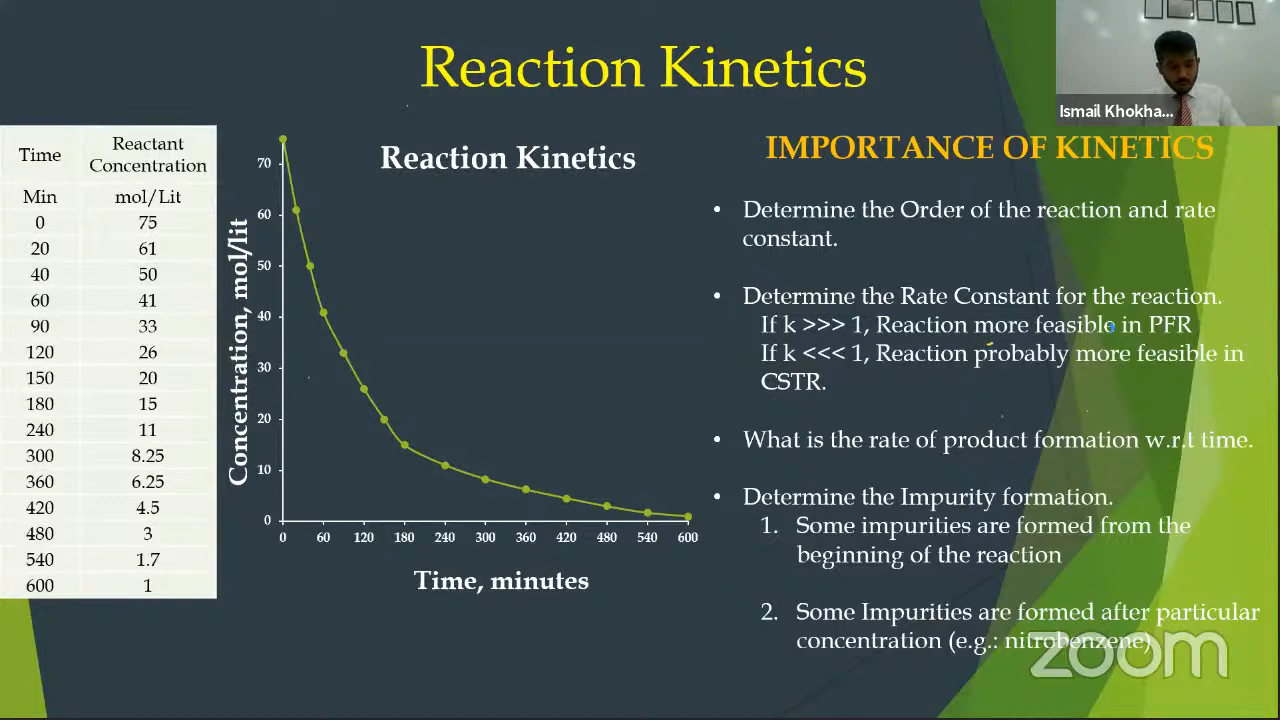 Reaction Kinetics
Ismail Khokha...
Time Reactant Concentration
Min mol/Lit
0 75
20 61
40 50
60 41
90 33
120 26
150 20
180 15
240 11
300 8.25
360 6.25
420 4.5
480 3
540 1.7
600 1
Reaction Kinetics
Concentration, mol/lit
70
60
50
40
30
20
10
0
0 60 120 180 240 300 360 420 480 540 600
Time, minutes
IMPORTANCE OF KINETICS
• Determine the Order of the reaction and rate
constant.
• Determine the Rate Constant for the reaction.
If k >>> 1, Reaction more feasible in PFR
If k <<< 1, Reaction probably more feasible in
CSTR.
• What is the rate of product formation w.r.t time.
• Determine the Impurity formation.
1. Some impurities are formed from the
beginning of the reaction
2. Some Impurities are formed after particular
concentration (e.g.: nitrobenzene)
zoom